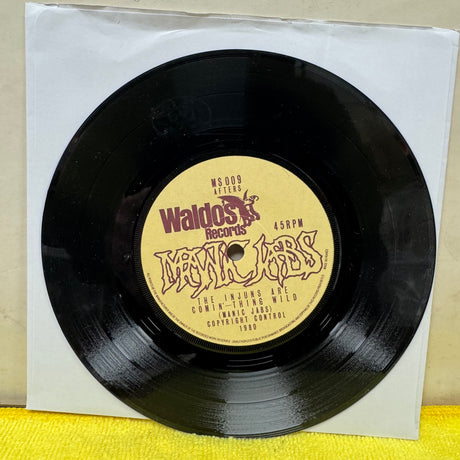 MS009
AFTERS
Waldos
Records
45RPM
MANIC JABS
THE INJUNS ARE
COMIN'—THING WILD
(MANIC JABS)
COPYRIGHT CONTROL
1980